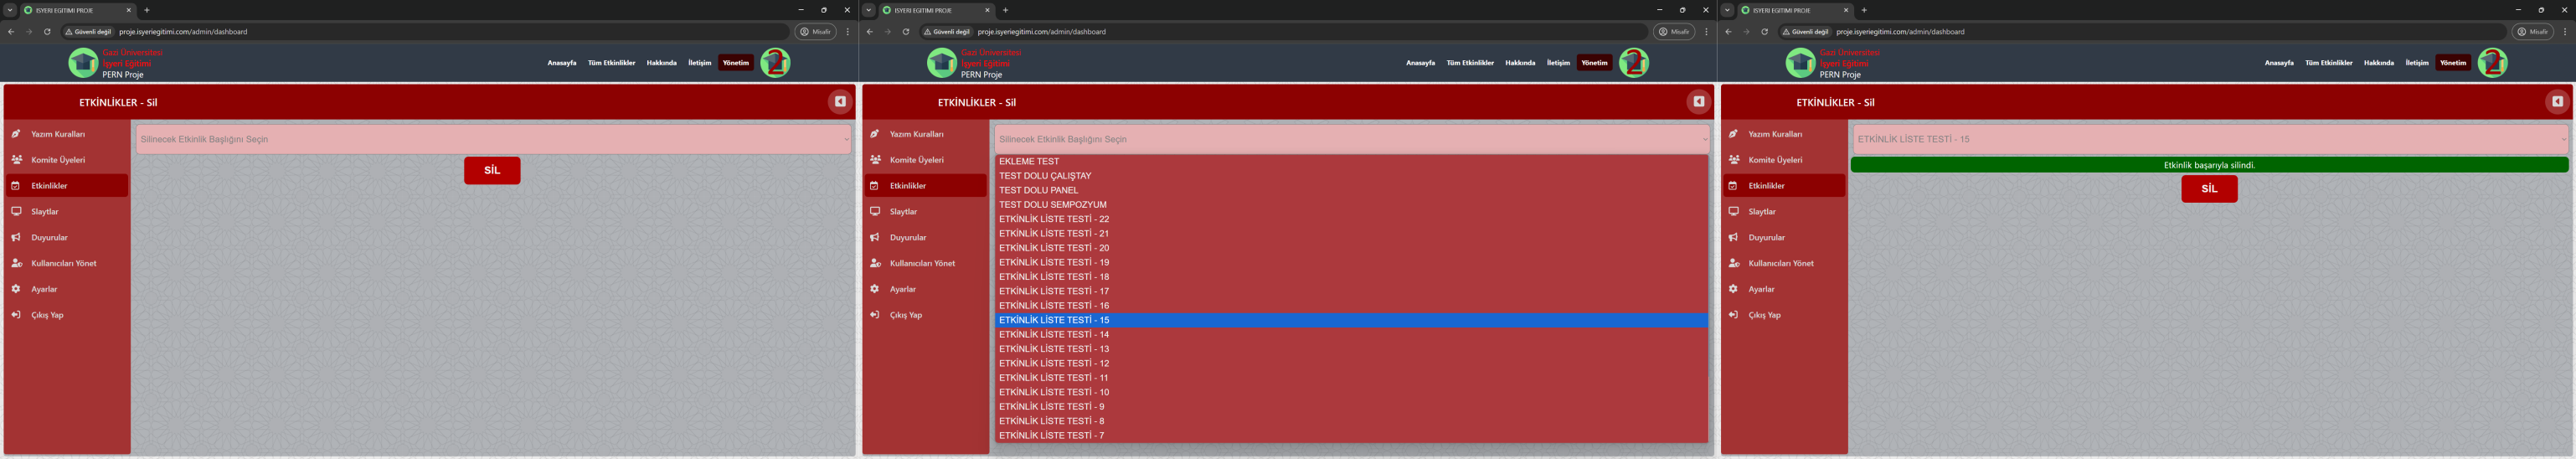 ISYERI EGITIMI PROJE
Güvenli değil
proje.isyeriegitimi.com/admin/dashboard
Misafir
Gazi Üniversitesi
İşyeri Eğitimi
PERN Proje
Anasayfa
Tüm Etkinlikler
Hakkında
İletişim
Yönetim
2
ETKİNLİKLER - Sil
Yazım Kuralları
Komite Üyeleri
Etkinlikler
Slaytlar
Duyurular
Kullanıcıları Yönet
Ayarlar
Çıkış Yap
Silinecek Etkinlik Başlığını Seçin
SİL
ISYERI EGITIMI PROJE
Güvenli değil
proje.isyeriegitimi.com/admin/dashboard
Misafir
Gazi Üniversitesi
İşyeri Eğitimi
PERN Proje
Anasayfa
Tüm Etkinlikler
Hakkında
İletişim
Yönetim
2
ETKİNLİKLER - Sil
Yazım Kuralları
Komite Üyeleri
Etkinlikler
Slaytlar
Duyurular
Kullanıcıları Yönet
Ayarlar
Çıkış Yap
Silinecek Etkinlik Başlığını Seçin
EKLEME TEST
TEST DOLU ÇALIŞTAY
TEST DOLU PANEL
TEST DOLU SEMPOZYUM
ETKİNLİK LİSTE TESTİ - 22
ETKİNLİK LİSTE TESTİ - 21
ETKİNLİK LİSTE TESTİ - 20
ETKİNLİK LİSTE TESTİ - 19
ETKİNLİK LİSTE TESTİ - 18
ETKİNLİK LİSTE TESTİ - 17
ETKİNLİK LİSTE TESTİ - 16
ETKİNLİK LİSTE TESTİ - 15
ETKİNLİK LİSTE TESTİ - 14
ETKİNLİK LİSTE TESTİ - 13
ETKİNLİK LİSTE TESTİ - 12
ETKİNLİK LİSTE TESTİ - 11
ETKİNLİK LİSTE TESTİ - 10
ETKİNLİK LİSTE TESTİ - 9
ETKİNLİK LİSTE TESTİ - 8
ETKİNLİK LİSTE TESTİ - 7
ISYERI EGITIMI PROJE
Güvenli değil
proje.isyeriegitimi.com/admin/dashboard
Misafir
Gazi Üniversitesi
İşyeri Eğitimi
PERN Proje
Anasayfa
Tüm Etkinlikler
Hakkında
İletişim
Yönetim
2
ETKİNLİKLER - Sil
Yazım Kuralları
Komite Üyeleri
Etkinlikler
Slaytlar
Duyurular
Kullanıcıları Yönet
Ayarlar
Çıkış Yap
ETKİNLİK LİSTE TESTİ - 15
Etkinlik başarıyla silindi.
SİL